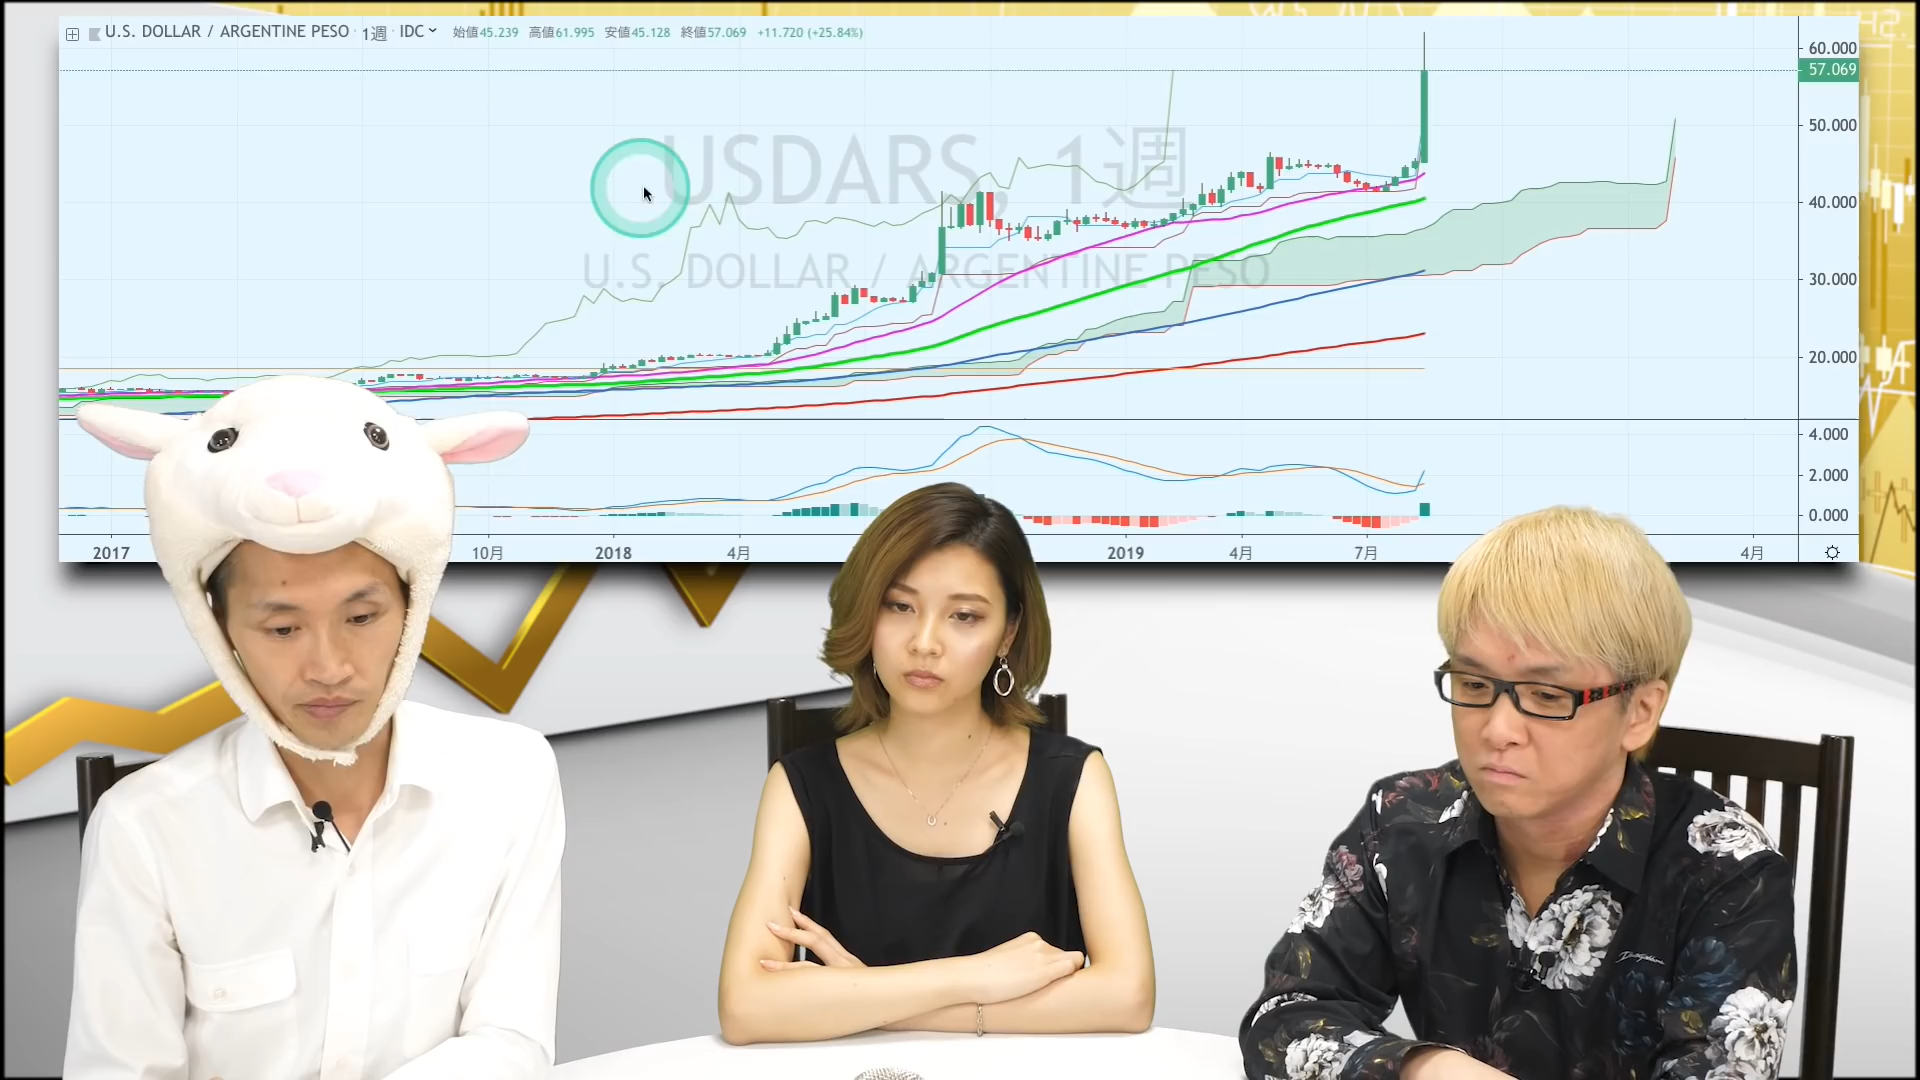 U.S. DOLLAR / ARGENTINE PESO · 1週 · IDC 始値45.239 高値61.995 安値45.128 終値57.069 +11.720 (+25.84%)
60.000
57.069
50.000
40.000
30.000
20.000
USDARS, 1週
U.S. DOLLAR / ARGENTINE PESO
4.000
2.000
0.000
2017 10月 2018 4月 2019 4月 7月 4月